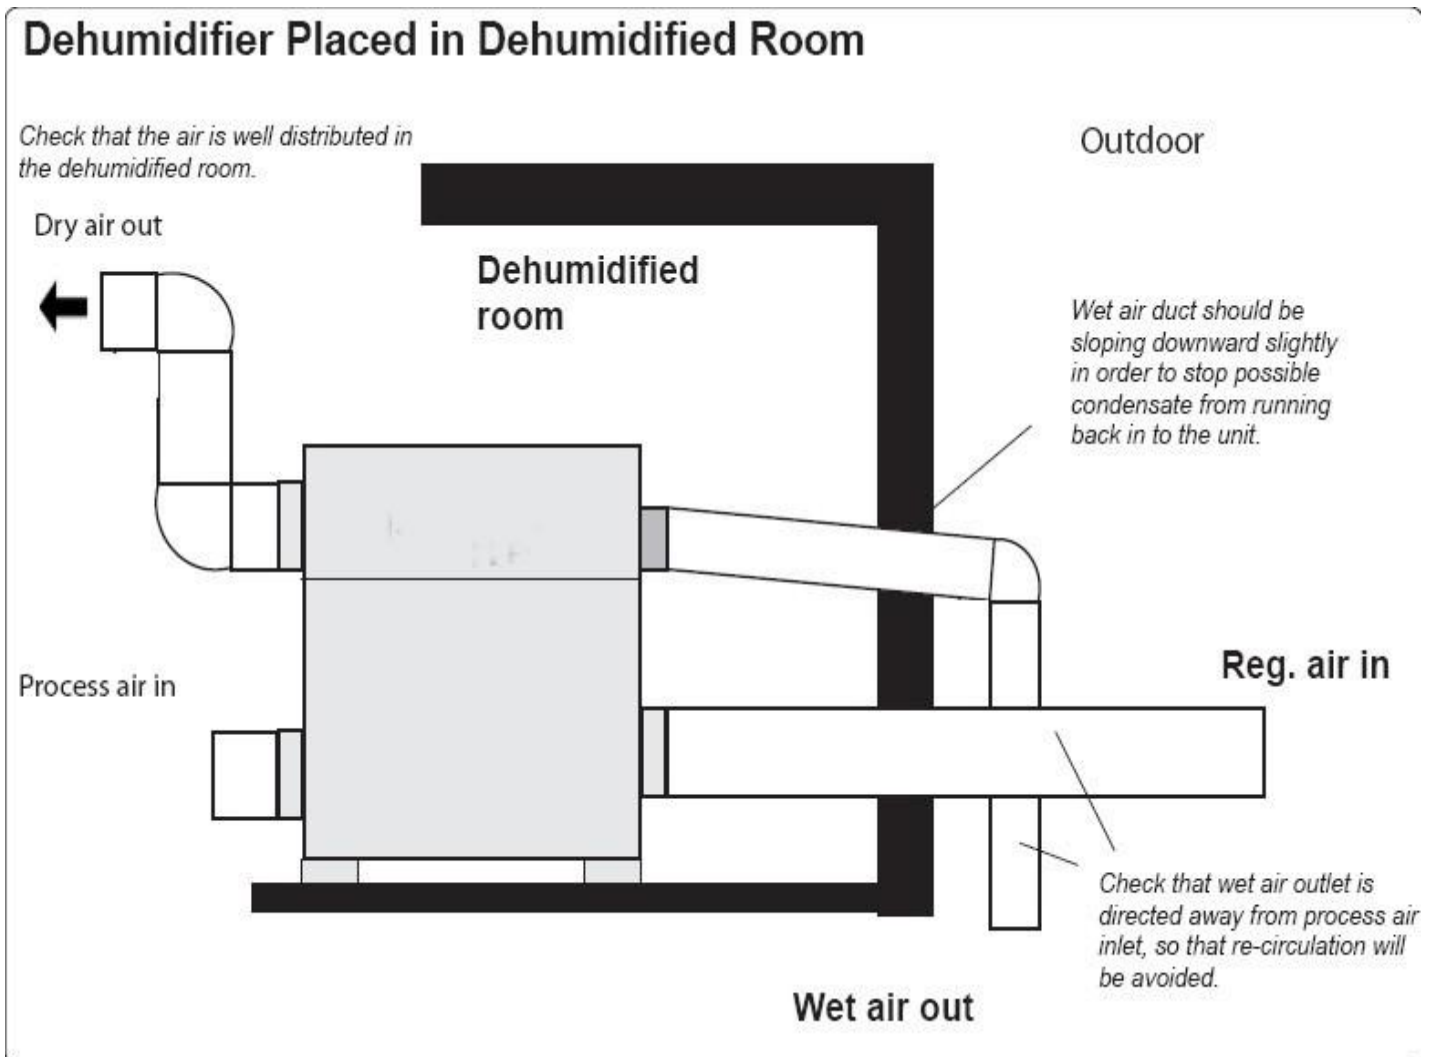 Dehumidifier Placed in Dehumidified Room
Check that the air is well distributed in
the dehumidified room.
Outdoor
Dry air out
Dehumidified
room
Wet air duct should be
sloping downward slightly
in order to stop possible
condensate from running
back in to the unit.
Reg. air in
Process air in
Check that wet air outlet is
directed away from process air
inlet, so that re-circulation will
be avoided.
Wet air out